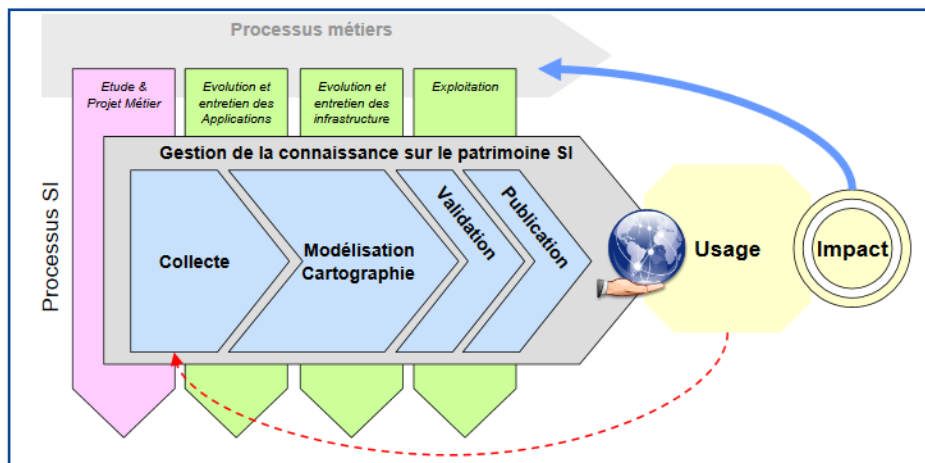 Processus métiers
Etude &
Projet Métier
Evolution et
entretien des
Applications
Evolution et
entretien des
infrastructure
Exploitation
Processus SI
Gestion de la connaissance sur le patrimoine SI
Collecte
Modélisation
Cartographie
Validation
Publication
Usage
Impact